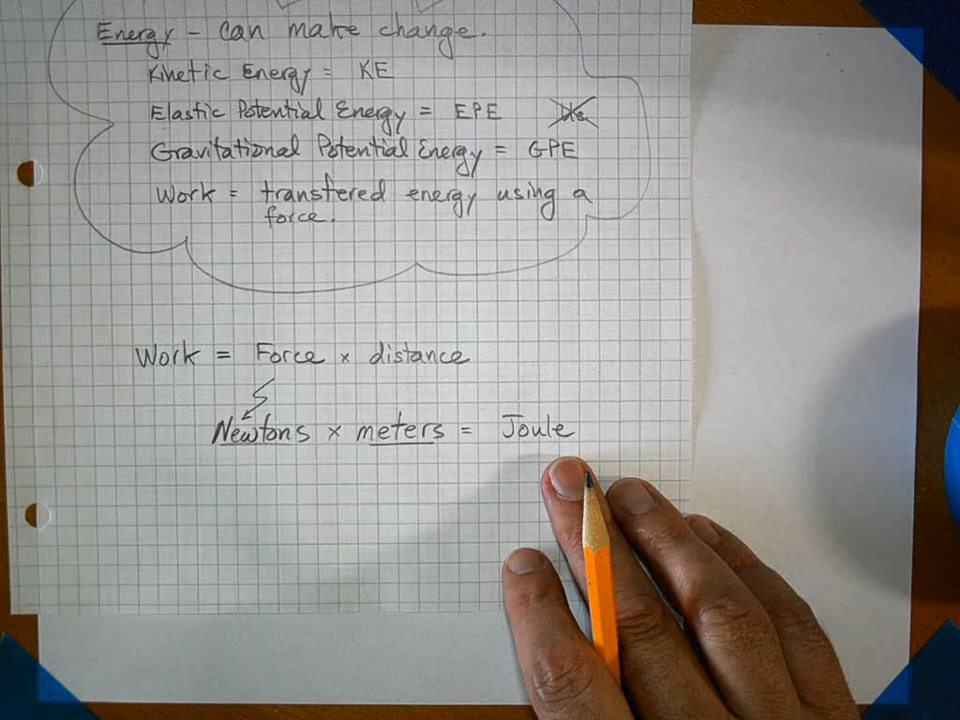 Energy - can make change.
Kinetic Energy = KE
Elastic Potential Energy = EPE
Gravitational Potential Energy = GPE
Work = transfered energy using a
force.
Work = Force × distance
Newtons × meters = Joule